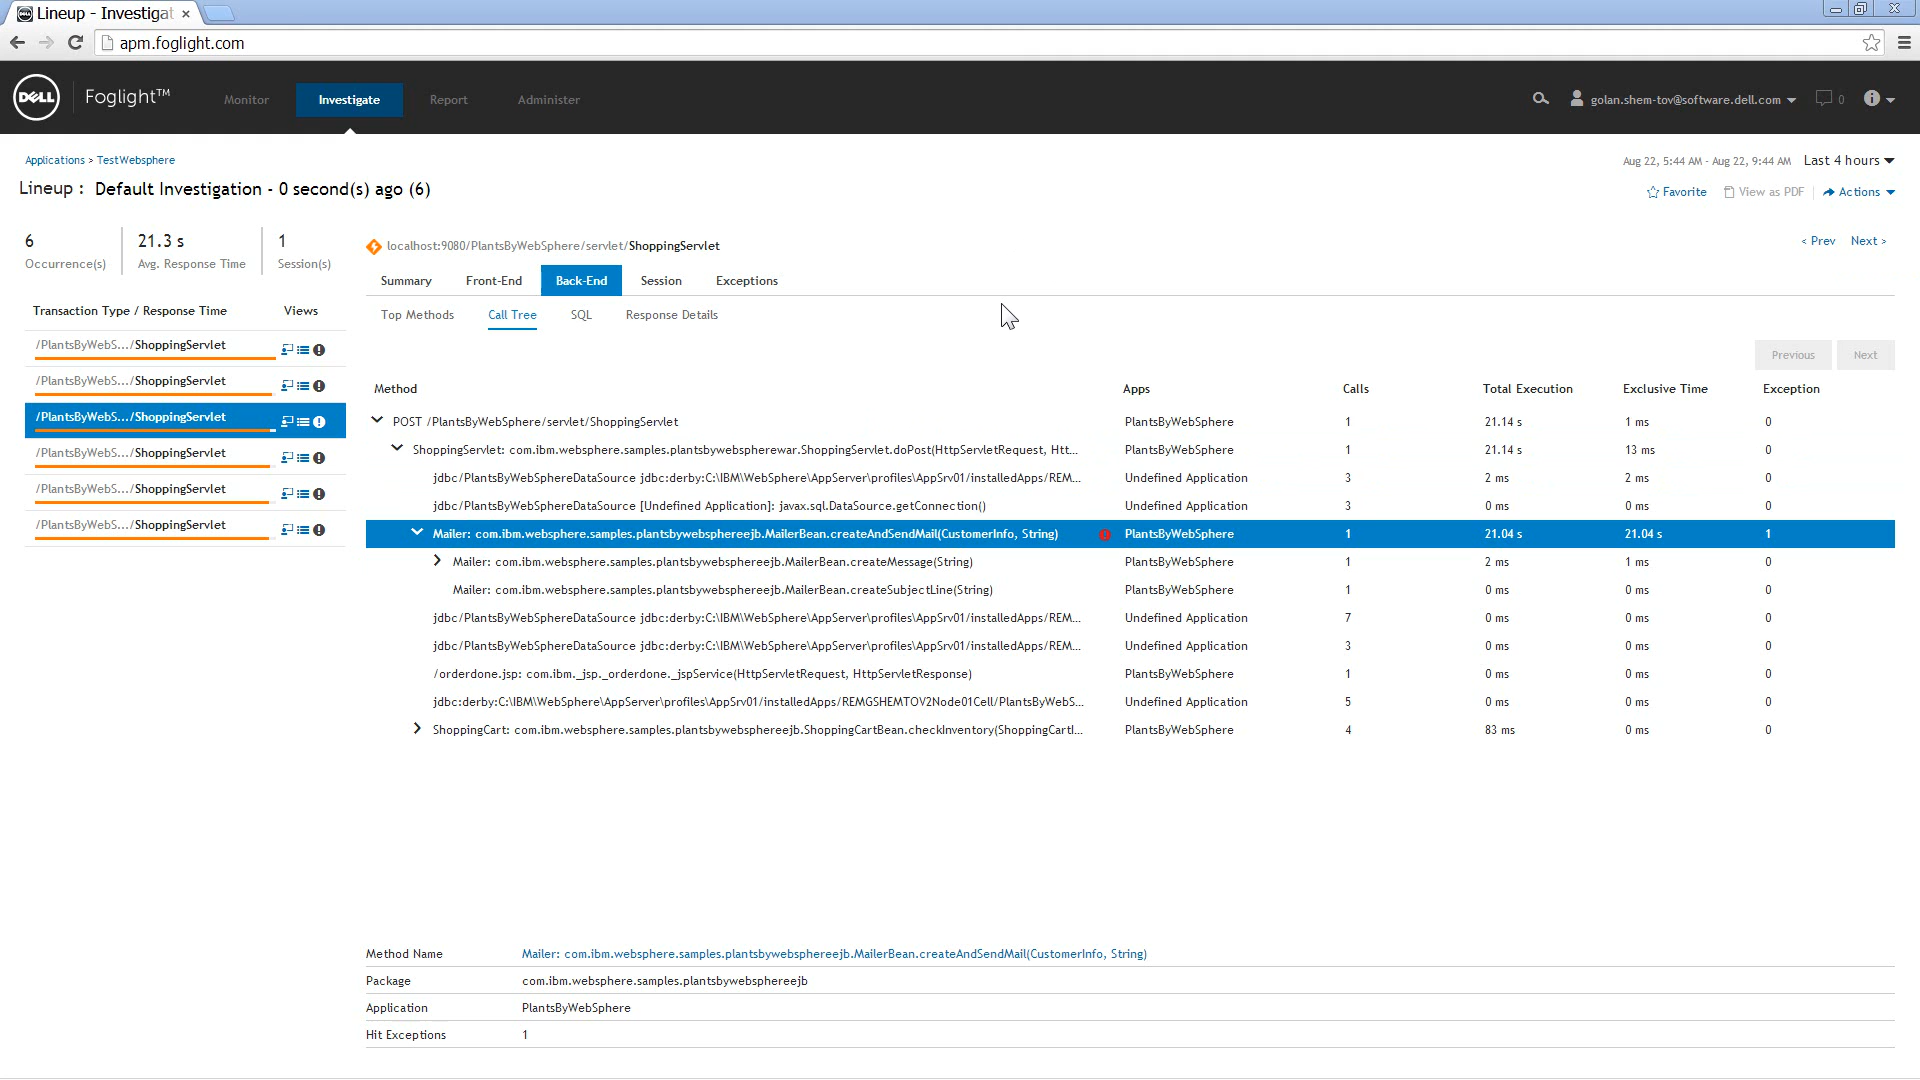 Lineup - Investigat ×
apm.foglight.com
DELL Foglight™ Monitor Investigate Report Administer golan.shem-tov@software.dell.com 0
Applications > TestWebsphere Aug 22, 5:44 AM - Aug 22, 9:44 AM Last 4 hours
Lineup : Default Investigation - 0 second(s) ago (6) Favorite View as PDF Actions
6 21.3 s 1
Occurrence(s) Avg. Response Time Session(s)
localhost:9080/PlantsByWebSphere/servlet/ShoppingServlet < Prev Next >
Summary Front-End Back-End Session Exceptions
Transaction Type / Response Time Views
Top Methods Call Tree SQL Response Details
/PlantsByWebS.../ShoppingServlet
/PlantsByWebS.../ShoppingServlet
/PlantsByWebS.../ShoppingServlet
/PlantsByWebS.../ShoppingServlet
/PlantsByWebS.../ShoppingServlet
/PlantsByWebS.../ShoppingServlet
Previous Next
Method Apps Calls Total Execution Exclusive Time Exception
POST /PlantsByWebSphere/servlet/ShoppingServlet PlantsByWebSphere 1 21.14 s 1 ms 0
ShoppingServlet: com.ibm.websphere.samples.plantsbywebspherewar.ShoppingServlet.doPost(HttpServletRequest, Htt... PlantsByWebSphere 1 21.14 s 13 ms 0
jdbc/PlantsByWebSphereDataSource jdbc:derby:C:\IBM\WebSphere\AppServer\profiles\AppSrv01/installedApps/REM... Undefined Application 3 2 ms 2 ms 0
jdbc/PlantsByWebSphereDataSource [Undefined Application]: javax.sql.DataSource.getConnection() Undefined Application 3 0 ms 0 ms 0
Mailer: com.ibm.websphere.samples.plantsbywebsphereejb.MailerBean.createAndSendMail(CustomerInfo, String) e PlantsByWebSphere 1 21.04 s 21.04 s 1
Mailer: com.ibm.websphere.samples.plantsbywebsphereejb.MailerBean.createMessage(String) PlantsByWebSphere 1 2 ms 1 ms 0
Mailer: com.ibm.websphere.samples.plantsbywebsphereejb.MailerBean.createSubjectLine(String) PlantsByWebSphere 1 0 ms 0 ms 0
jdbc/PlantsByWebSphereDataSource jdbc:derby:C:\IBM\WebSphere\AppServer\profiles\AppSrv01/installedApps/REM... Undefined Application 7 0 ms 0 ms 0
jdbc/PlantsByWebSphereDataSource jdbc:derby:C:\IBM\WebSphere\AppServer\profiles\AppSrv01/installedApps/REM... Undefined Application 3 0 ms 0 ms 0
/orderdone.jsp: com.ibm._jsp._orderdone._jspService(HttpServletRequest, HttpServletResponse) PlantsByWebSphere 1 0 ms 0 ms 0
jdbc:derby:C:\IBM\WebSphere\AppServer\profiles\AppSrv01/installedApps/REMGSHEMTOV2Node01Cell/PlantsByWebS... Undefined Application 5 0 ms 0 ms 0
ShoppingCart: com.ibm.websphere.samples.plantsbywebsphereejb.ShoppingCartBean.checkInventory(ShoppingCartI... PlantsByWebSphere 4 83 ms 0 ms 0
Method Name Mailer: com.ibm.websphere.samples.plantsbywebsphereejb.MailerBean.createAndSendMail(CustomerInfo, String)
Package com.ibm.websphere.samples.plantsbywebsphereejb
Application PlantsByWebSphere
Hit Exceptions 1